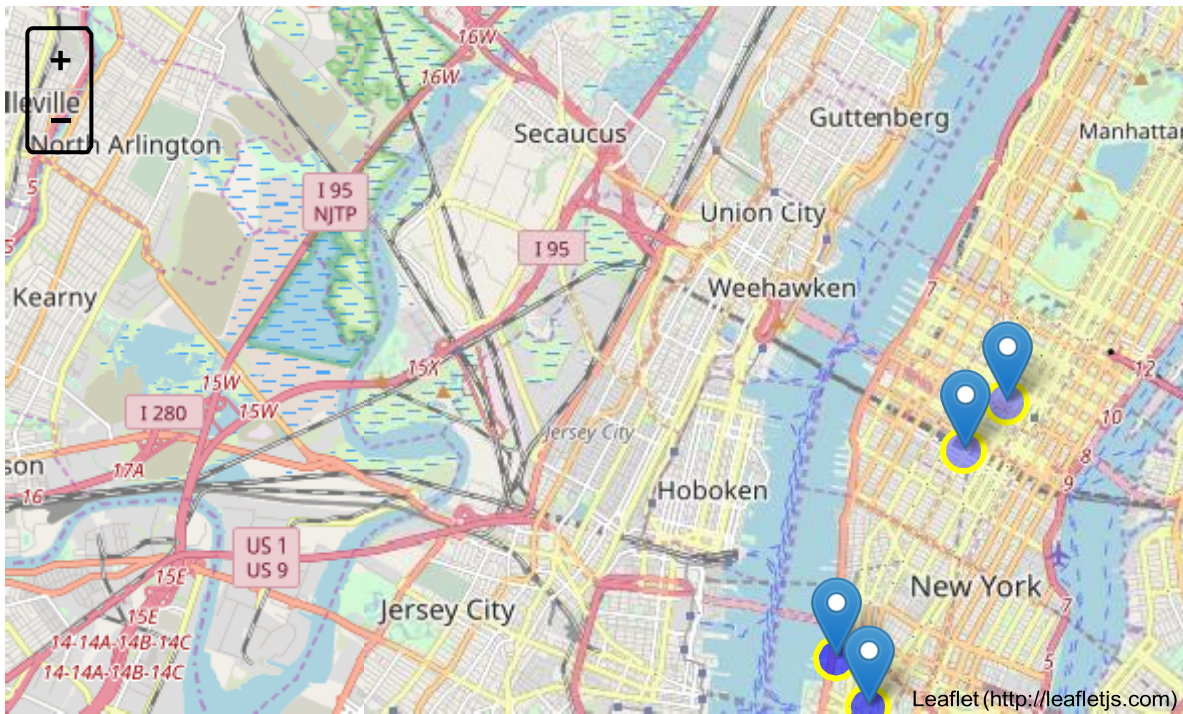 16W
+
16W
lleville
−
Guttenberg
Secaucus
Manhattan
North Arlington
5
I 95
NJTP
Union City
5
I 95
Weehawken
7
Kearny
15X
12
15W
15W
I 280
10
Jersey City
son
17A
8
16
9
Hoboken
US 1
US 9
15E
New York
Jersey City
7
15E
14-14A-14B-14C
5
14-14A-14B-14C
Leaflet (http://leafletjs.com)